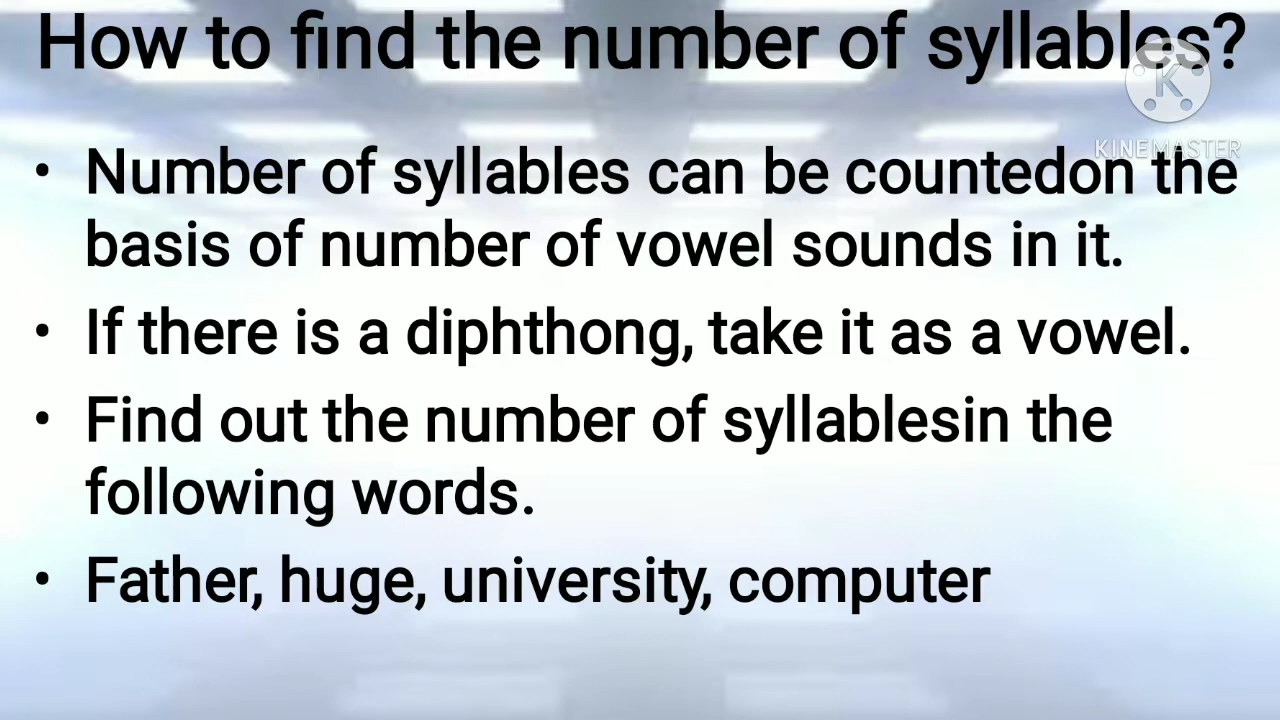 How to find the number of syllables?
K
KINEMASTER
• Number of syllables can be countedon the
basis of number of vowel sounds in it.
• If there is a diphthong, take it as a vowel.
• Find out the number of syllablesin the
following words.
• Father, huge, university, computer